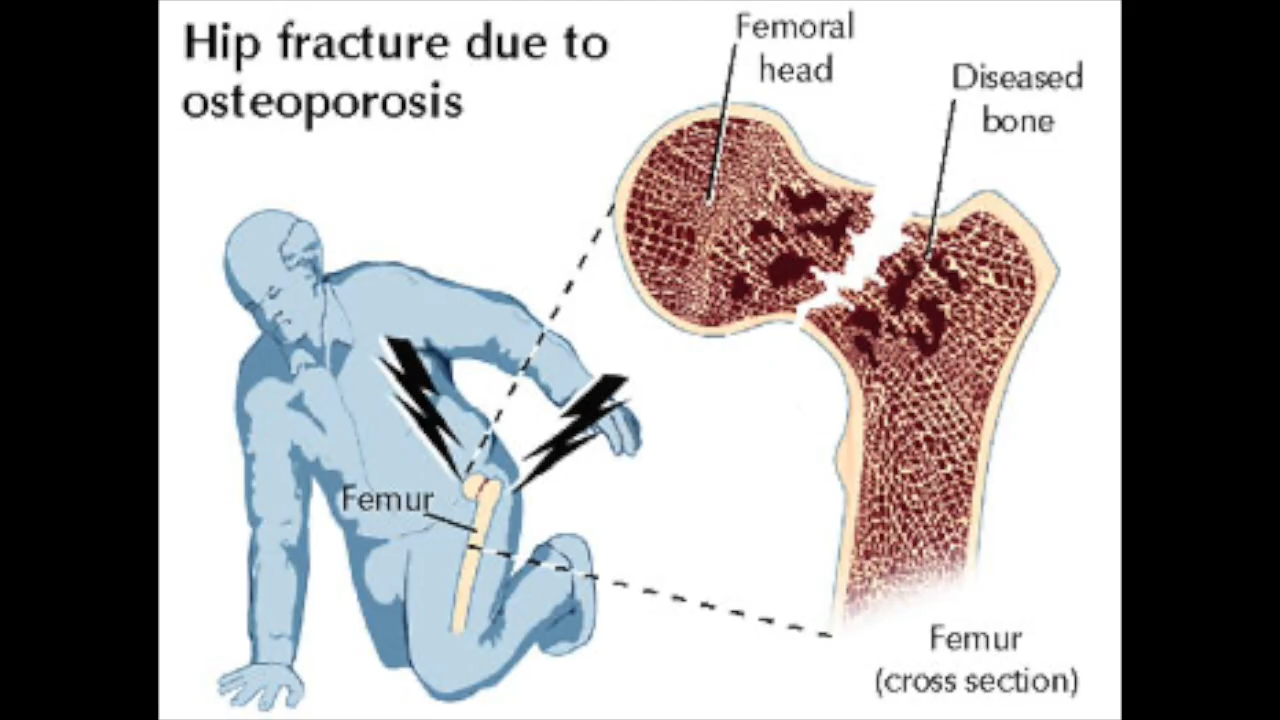 Hip fracture due to
osteoporosis
Femoral
head
Diseased
bone
Femur
Femur
(cross section)